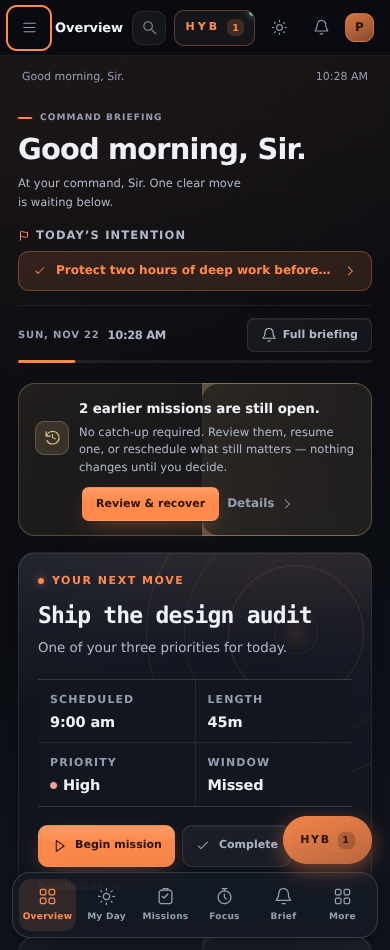 Overview
HYB 1
P
Good morning, Sir.
10:28 AM
COMMAND BRIEFING
Good morning, Sir.
At your command, Sir. One clear move
is waiting below.
TODAY'S INTENTION
Protect two hours of deep work before…
SUN, NOV 22 10:28 AM
Full briefing
2 earlier missions are still open.
No catch-up required. Review them, resume
one, or reschedule what still matters — nothing
changes until you decide.
Review & recover
Details
YOUR NEXT MOVE
Ship the design audit
One of your three priorities for today.
SCHEDULED
9:00 am
LENGTH
45m
PRIORITY
High
WINDOW
Missed
Begin mission
Complete
HYB 1
Overview
My Day
Missions
Focus
Brief
More